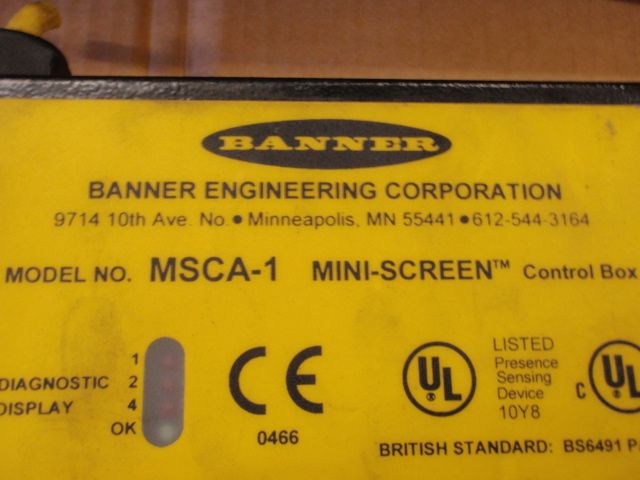 BANNER
BANNER ENGINEERING CORPORATION
9714 10th Ave. No. • Minneapolis, MN 55441 • 612-544-3164
MODEL NO. MSCA-1 MINI-SCREEN™ Control Box
DIAGNOSTIC DISPLAY
1
2
4
OK
CE
0466
UL
®
LISTED
Presence
Sensing
Device
10Y8
C UL
®
BRITISH STANDARD: BS6491